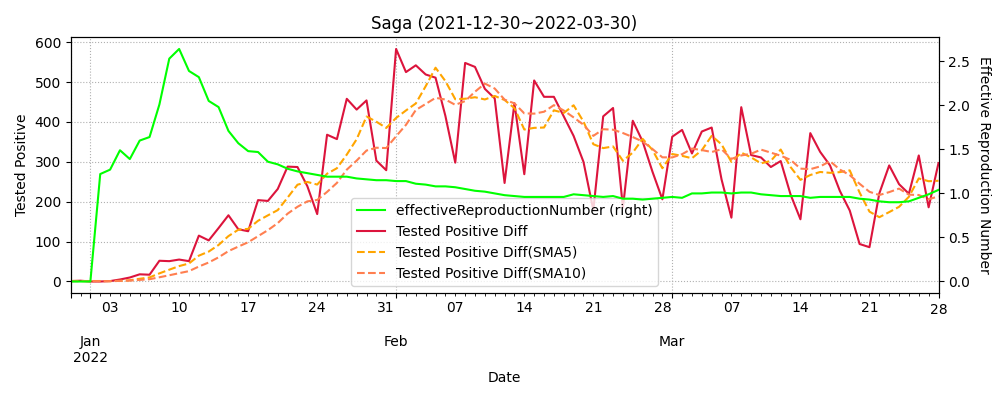 Saga (2021-12-30~2022-03-30)
Tested Positive
600
500
400
300
200
100
0
2.5
2.0
1.5
1.0
0.5
0.0
Effective Reproduction Number
effectiveReproductionNumber (right)
Tested Positive Diff
Tested Positive Diff(SMA5)
Tested Positive Diff(SMA10)
03 10 17 24 31 07 14 21 28 07 14 21 28
Jan Feb Mar
2022
Date